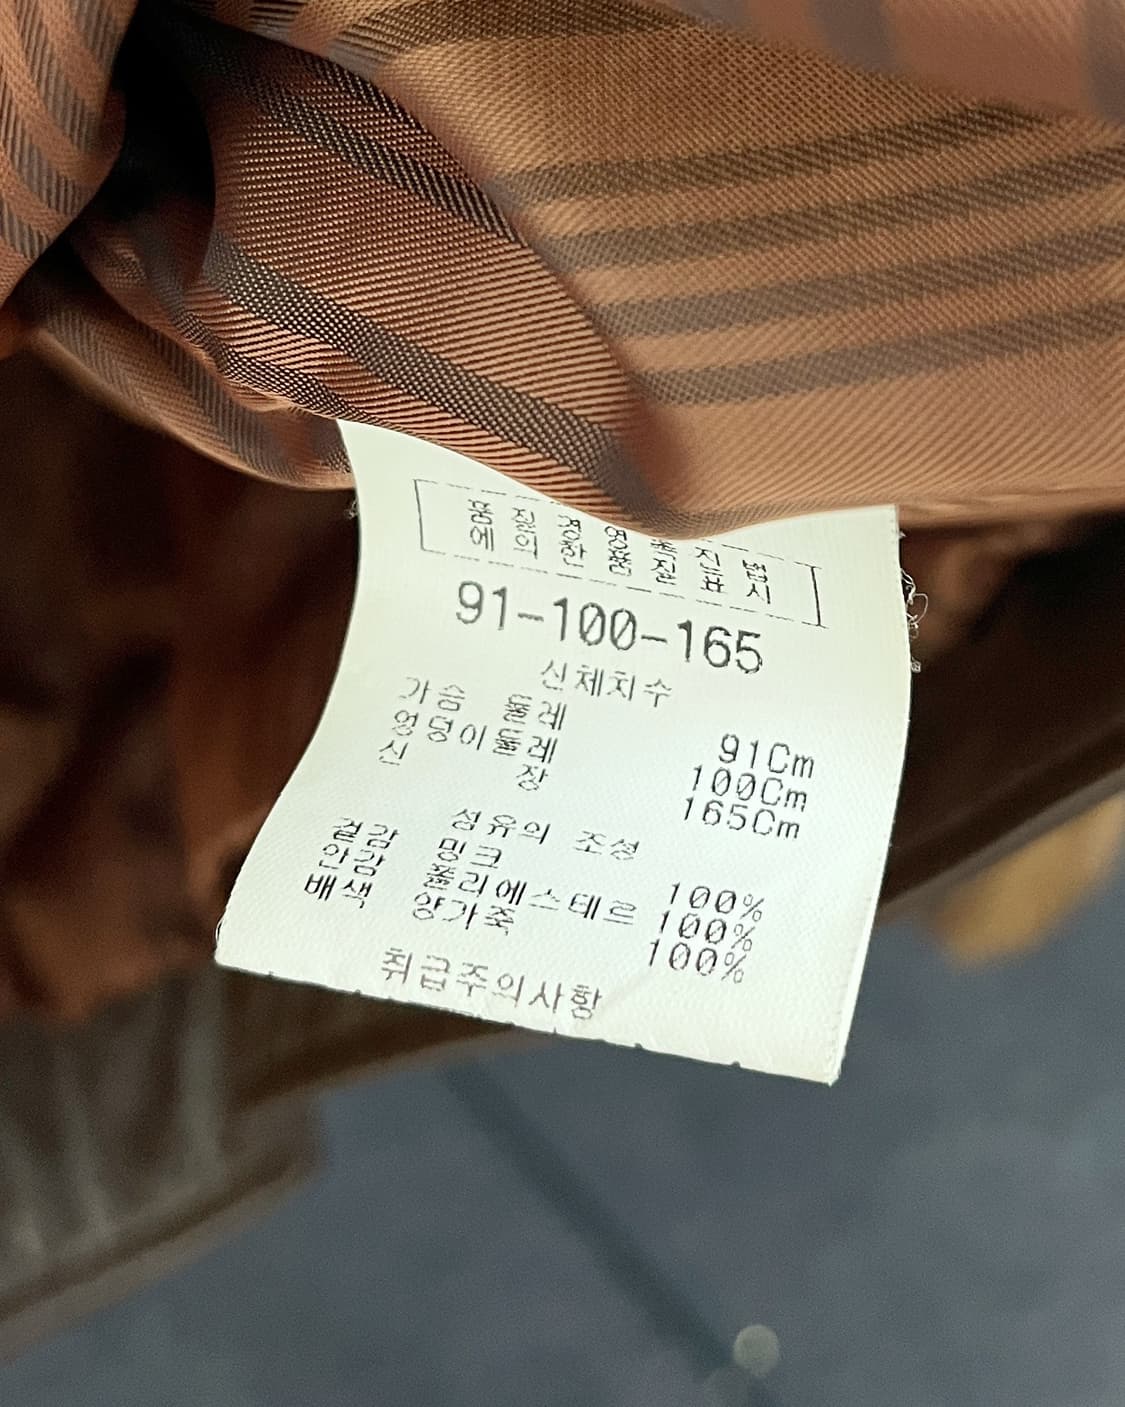 품질경영촉진법
에의한품질표시
91-100-165
신체치수
가슴둘레 91Cm
엉덩이둘레 100Cm
신장 165Cm
섬유의 조성
겉감 밍크 100%
안감 폴리에스테르 100%
배색 양가죽 100%
취급주의사항